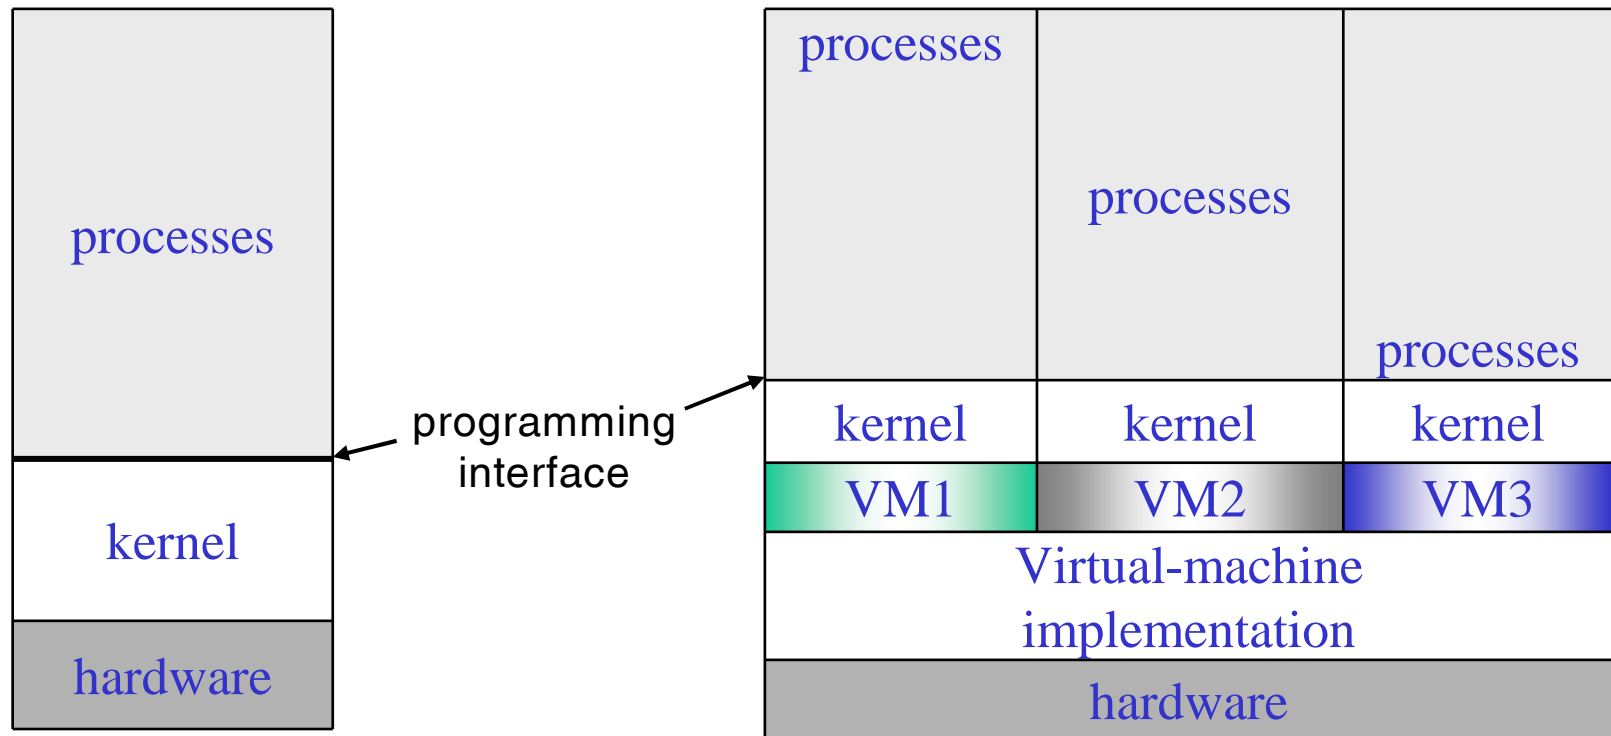 processes
kernel
hardware
programming
interface
processes
processes
processes
kernel
kernel
kernel
VM1
VM2
VM3
Virtual-machine
implementation
hardware